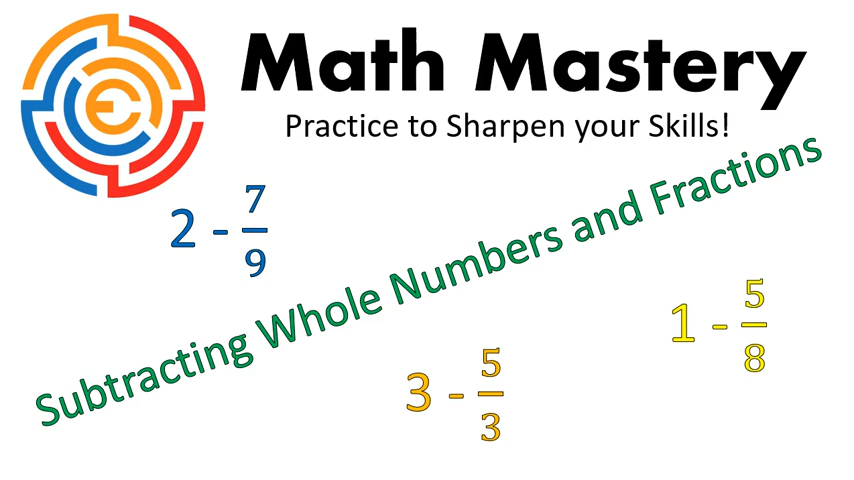 Math Mastery
Practice to Sharpen your Skills!
2 - 7/9
Subtracting Whole Numbers and Fractions
1 - 5/8
3 - 5/3